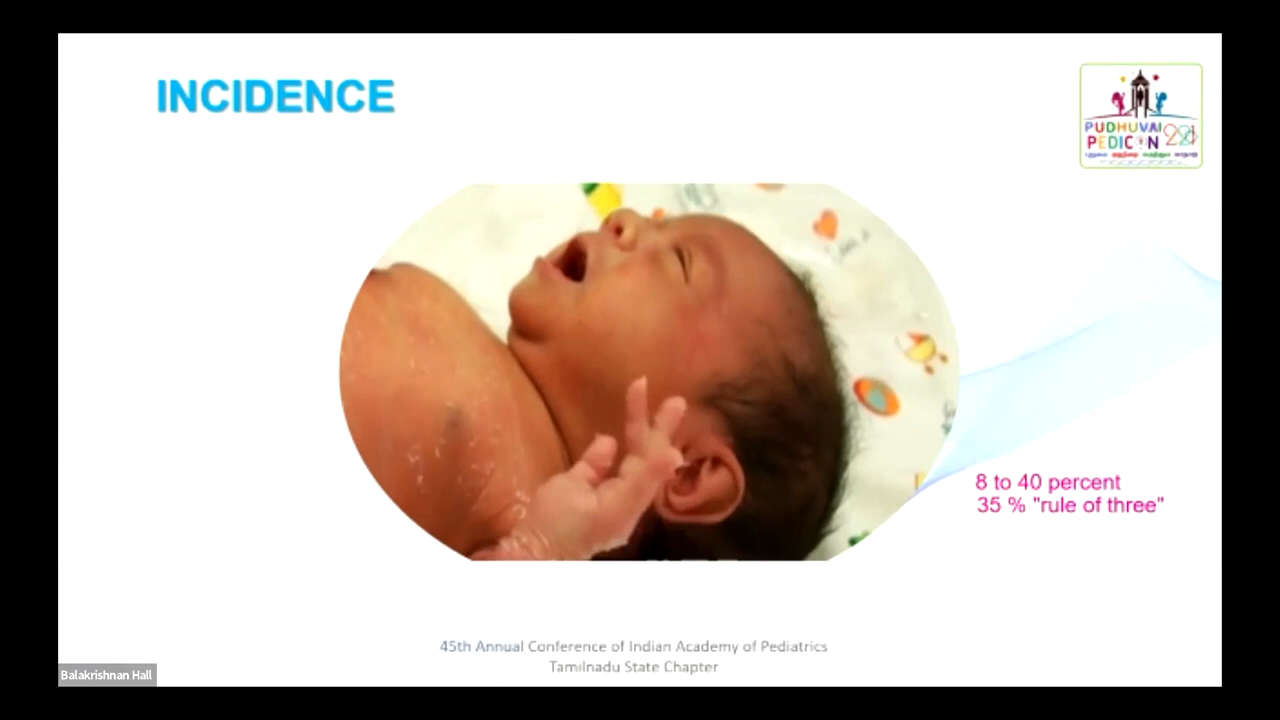 INCIDENCE
PUDHUVAI
PEDICON 2021
8 to 40 percent
35 % "rule of three"
45th Annual Conference of Indian Academy of Pediatrics
Tamilnadu State Chapter
Balakrishnan Hall